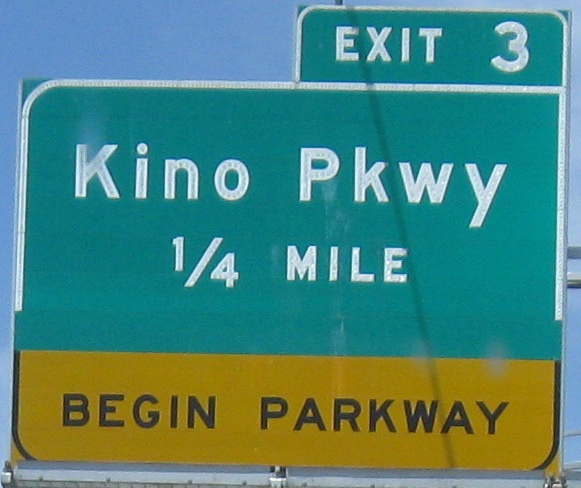 EXIT 3
Kino Pkwy
1/4 MILE
BEGIN PARKWAY